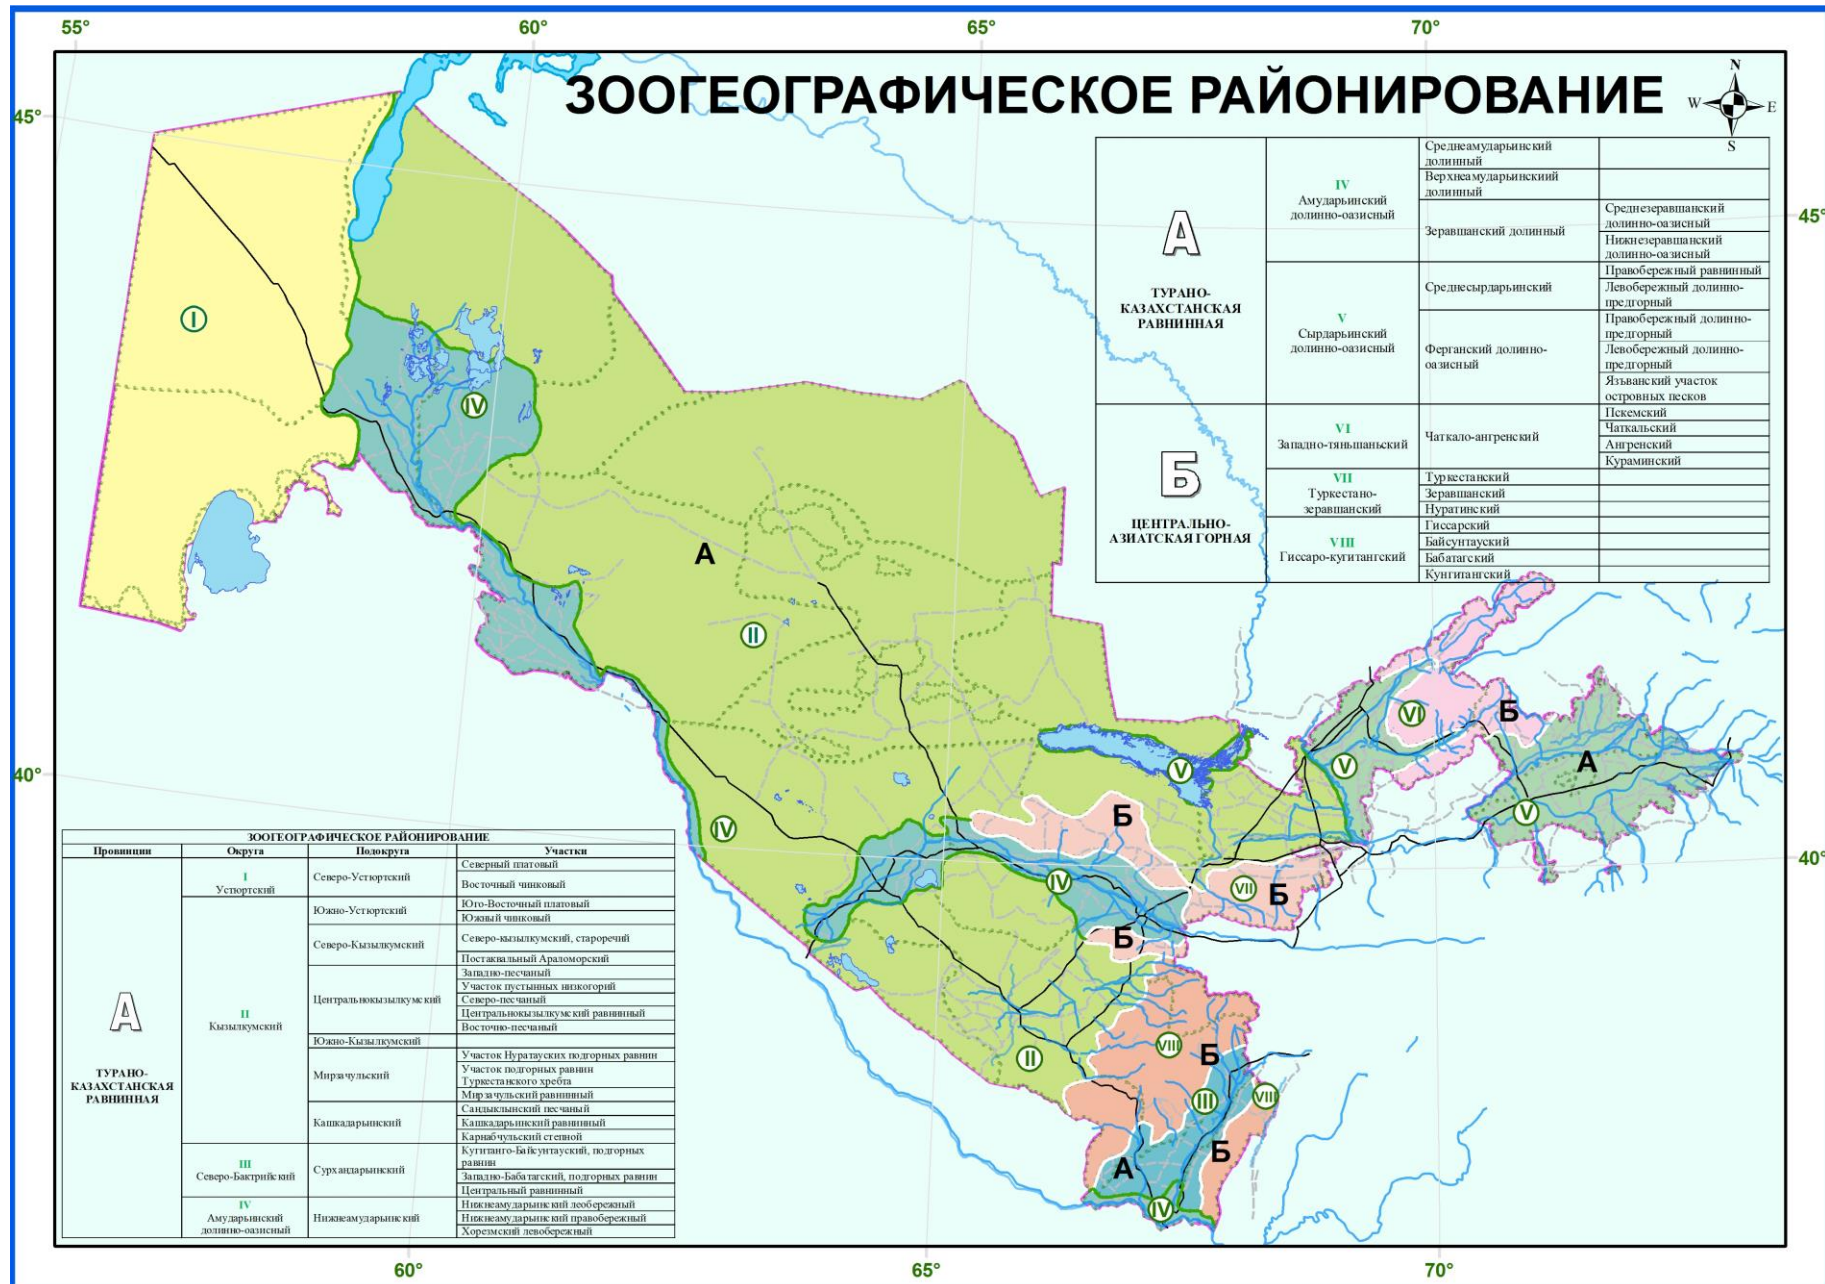 55°
60°
65°
70°
ЗООГЕОГРАФИЧЕСКОЕ РАЙОНИРОВАНИЕ
N
W
E
S
45°
45°
А
ТУРАНО-
КАЗАХСТАНСКАЯ
РАВНИННАЯ
IV
Амударьинский
долинно-оазисный
Среднеамударьинский
долинный
Верхнеамударьинскиий
долинный
Зеравшанский долинный
Среднезеравшанский
долинно-оазисный
Нижнезеравшанский
долинно-оазисный
V
Сырдарьинский
долинно-оазисный
Среднесырдарьинский
Правобережный равнинный
Левобережный долинно-
предгорный
Ферганский долинно-
оазисный
Правобережный долинно-
предгорный
Левобережный долинно-
предгорный
Язъванский участок
островных песков
Б
ЦЕНТРАЛЬНО-
АЗИАТСКАЯ ГОРНАЯ
VI
Западно-тяньшаньский
Чаткало-ангренский
Пскемский
Чаткальский
Ангренский
Кураминский
VII
Туркестано-
зеравшанский
Туркестанский
Зеравшанский
Нуратинский
VIII
Гиссаро-кугитангский
Гиссарский
Байсунтауский
Бабатагский
Кунгитангский
I
IV
А
II
VI
Б
V
V
А
V
40°
IV
Б
IV
VII
Б
Б
40°
II
VIII
Б
III
VIII
Б
А
IV
ЗООГЕОГРАФИЧЕСКОЕ РАЙОНИРОВАНИЕ
Провинции
Округа
Подокруга
Участки
А
ТУРАНО-
КАЗАХСТАНСКАЯ
РАВНИННАЯ
I
Устюртский
Северо-Устюртский
Северный платовый
Восточный чинковый
II
Кызылкумский
Южно-Устюртский
Юго-Восточный платовый
Южный чинковый
Северо-Кызылкумский
Северо-кызылкумский, староречий
Постаквальный Араломорский
Центральнокызылкумский
Западно-песчаный
Участок пустынных низкогорий
Северо-песчаный
Центральнокызылкумский равнинный
Восточно-песчаный
Южно-Кызылкумский
Мирзачульский
Участок Нуратауских подгорных равнин
Участок подгорных равнин
Туркестанского хребта
Мирзачульский равнинный
Кашкадарьинский
Сандыклынский песчаный
Кашкадарьинский равнинный
Карнабчульский степной
III
Северо-Бактрийский
Сурхандарьинский
Кугитанго-Байсунтауский, подгорных
равнин
Западно-Бабатагский, подгорных равнин
Центральный равнинный
IV
Амударьинский
долинно-оазисный
Нижнеамударьинский
Нижнеамударьинский леобережный
Нижнеамударьинский правобережный
Хорезмский левобережный
60°
65°
70°